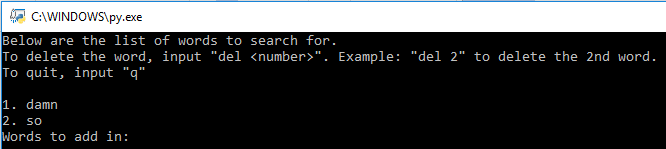 C:\WINDOWS\py.exe
Below are the list of words to search for.
To delete the word, input "del <number>". Example: "del 2" to delete the 2nd word.
To quit, input "q"
1. damn
2. so
Words to add in: